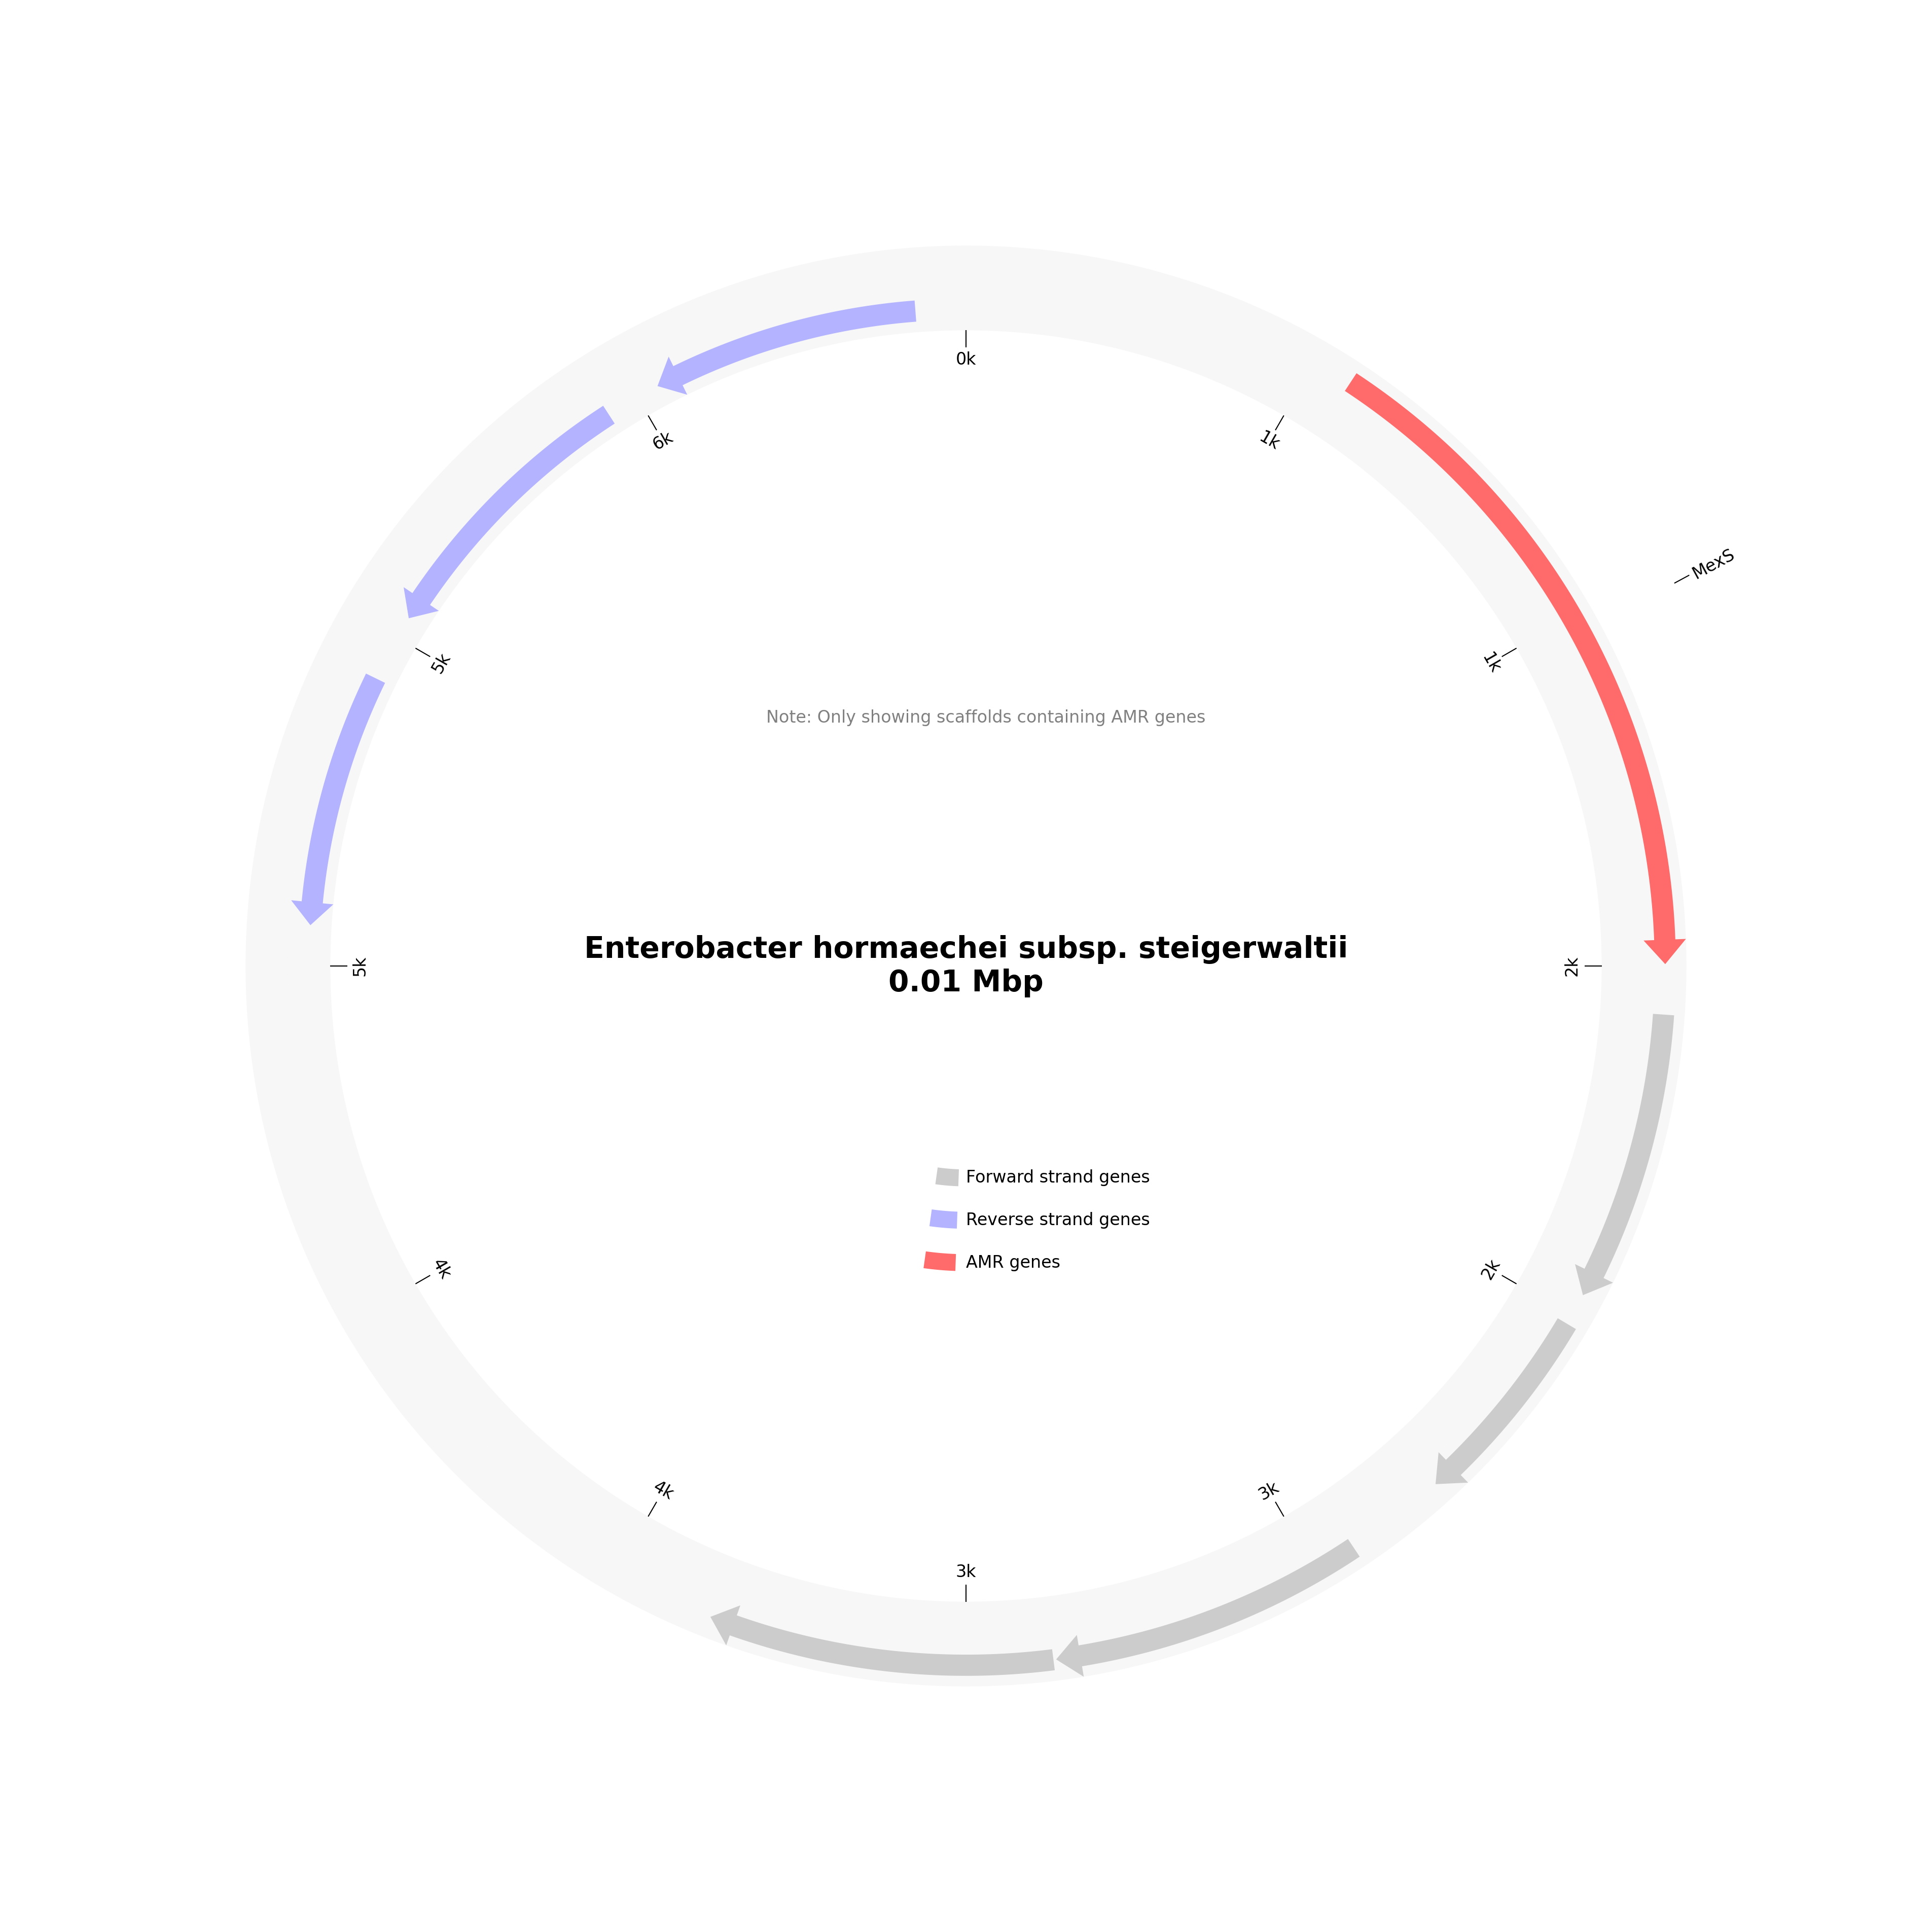 0k
6k
1k
MexS
5k
1k
Note: Only showing scaffolds containing AMR genes
Enterobacter hormaechei subsp. steigerwaltii
0.01 Mbp
5k
2k
Forward strand genes
Reverse strand genes
AMR genes
4k
2k
4k
3k
3k